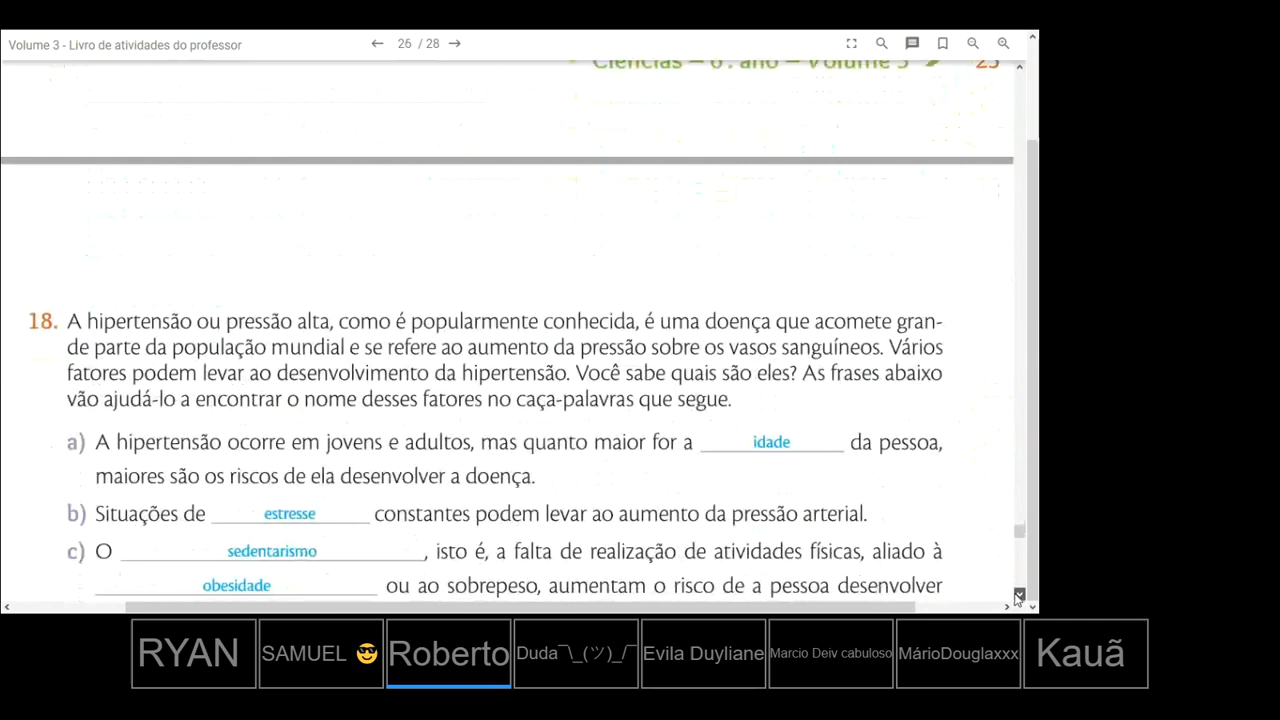 Volume 3 - Livro de atividades do professor
26 / 28
Ciências – 6º. ano – Volume 3
25
18. A hipertensão ou pressão alta, como é popularmente conhecida, é uma doença que acomete gran-
de parte da população mundial e se refere ao aumento da pressão sobre os vasos sanguíneos. Vários
fatores podem levar ao desenvolvimento da hipertensão. Você sabe quais são eles? As frases abaixo
vão ajudá-lo a encontrar o nome desses fatores no caça-palavras que segue.
a) A hipertensão ocorre em jovens e adultos, mas quanto maior for a idade da pessoa,
maiores são os riscos de ela desenvolver a doença.
b) Situações de estresse constantes podem levar ao aumento da pressão arterial.
c) O sedentarismo, isto é, a falta de realização de atividades físicas, aliado à
obesidade ou ao sobrepeso, aumentam o risco de a pessoa desenvolver
RYAN
SAMUEL 😎
Roberto
Duda¯\_(ツ)_/¯
Evila Duyliane
Marcio Deiv cabuloso
MárioDouglaxxx
Kauã